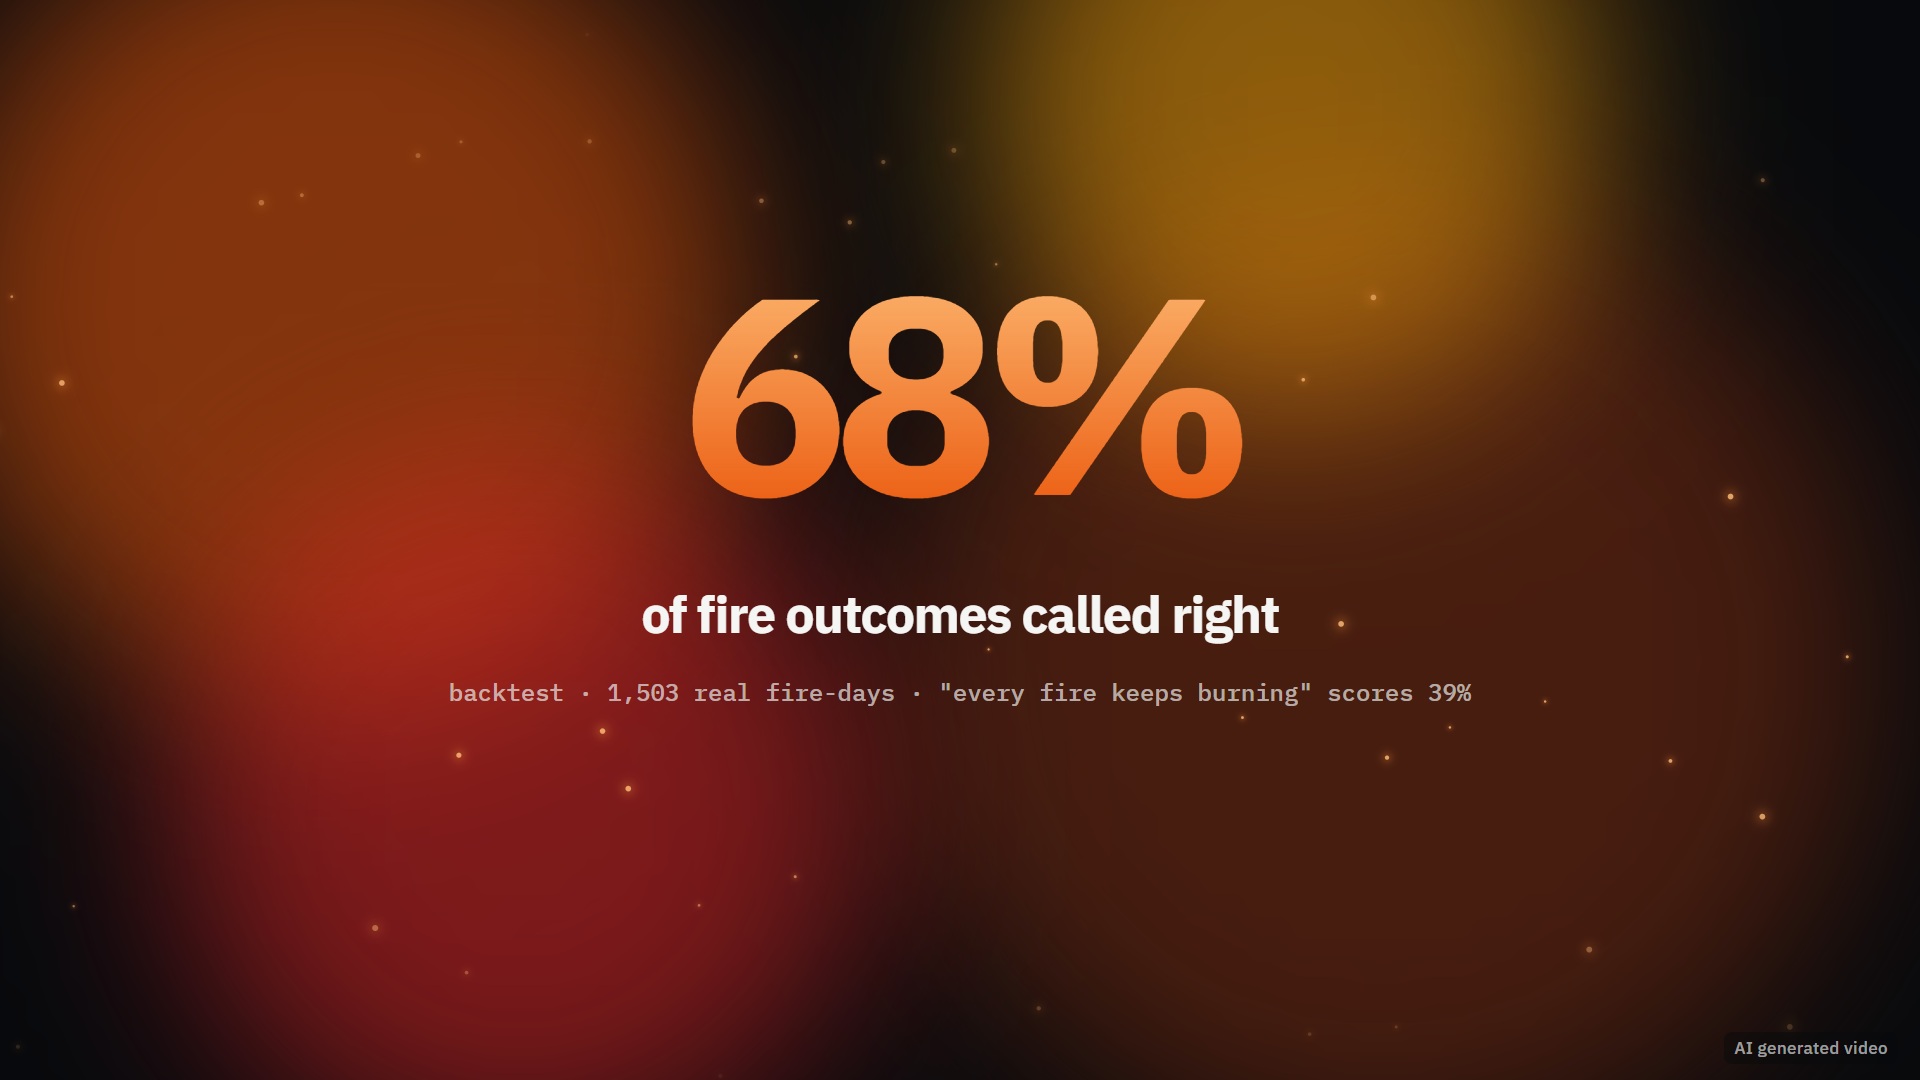 68%
of fire outcomes called right
backtest · 1,503 real fire-days · "every fire keeps burning" scores 39%
AI generated video